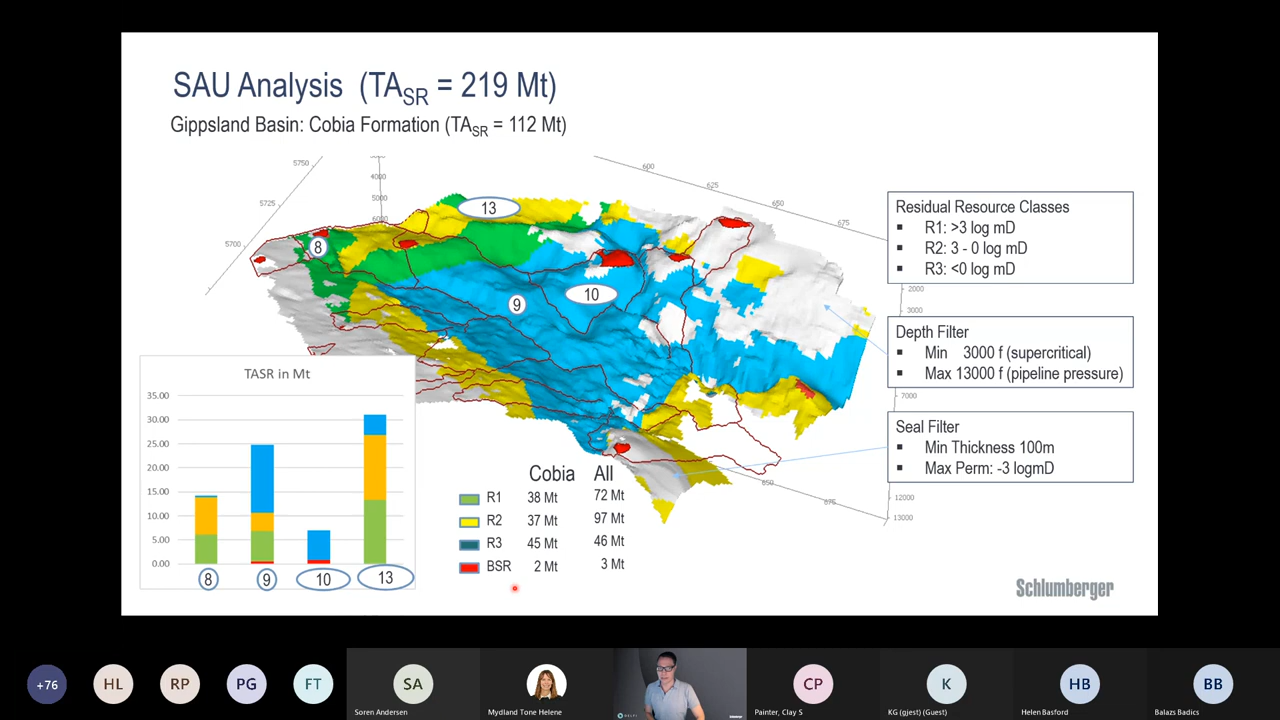 SAU Analysis (TASR = 219 Mt)
Gippsland Basin: Cobia Formation (TASR = 112 Mt)
5750
5725
5700
4000
5000
600
625
650
675
13
8
9
10
2000
3000
7000
12000
13000
650
675
Residual Resource Classes
▪ R1: >3 log mD
▪ R2: 3 - 0 log mD
▪ R3: <0 log mD
Depth Filter
▪ Min 3000 f (supercritical)
▪ Max 13000 f (pipeline pressure)
Seal Filter
▪ Min Thickness 100m
▪ Max Perm: -3 logmD
TASR in Mt
35.00
30.00
25.00
20.00
15.00
10.00
5.00
0.00
8 9 10 13
Cobia All
R1 38 Mt 72 Mt
R2 37 Mt 97 Mt
R3 45 Mt 46 Mt
BSR 2 Mt 3 Mt
Schlumberger
+76 HL RP PG FT SA CP K HB BB
Soren Andersen
Mydland Tone Helene
Painter, Clay S
KG (gjest) (Guest)
Helen Basford
Balazs Badics